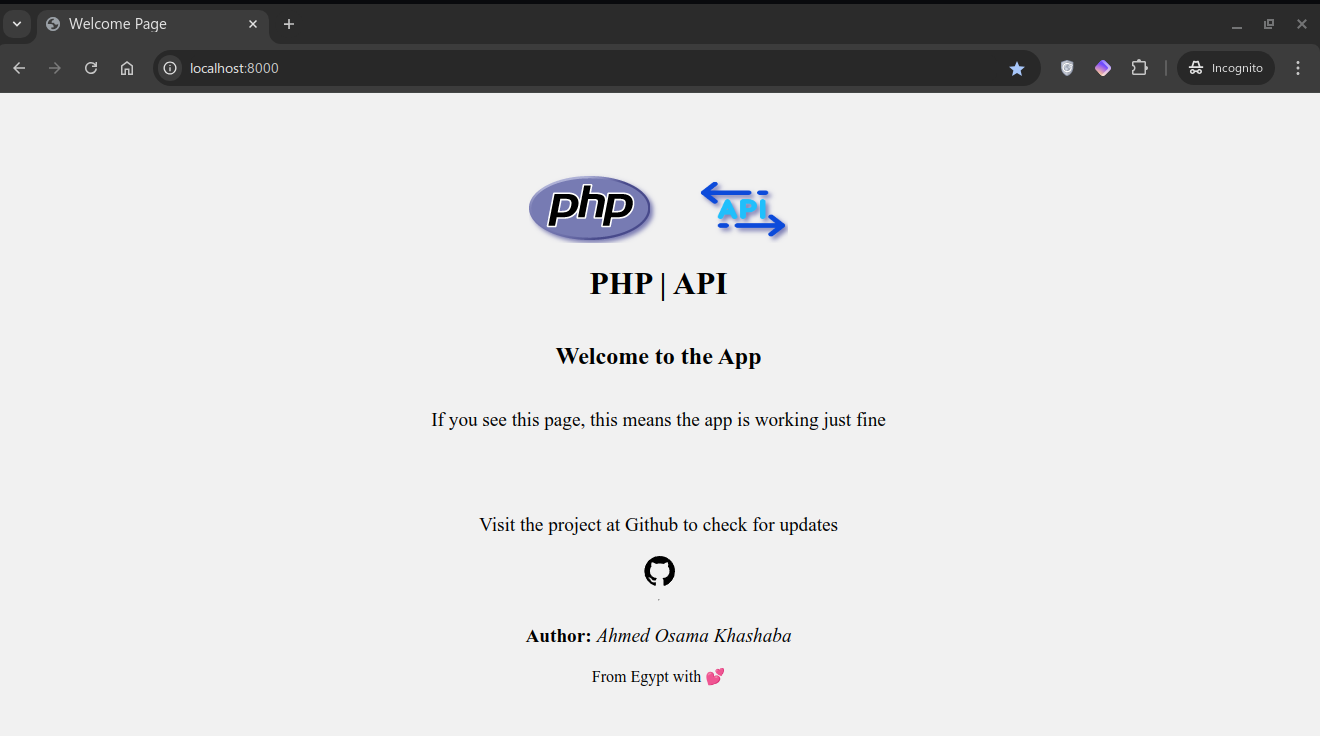 Welcome Page
localhost:8000
Incognito
php
API
PHP | API
Welcome to the App
If you see this page, this means the app is working just fine
Visit the project at Github to check for updates
Author: Ahmed Osama Khashaba
From Egypt with 💕